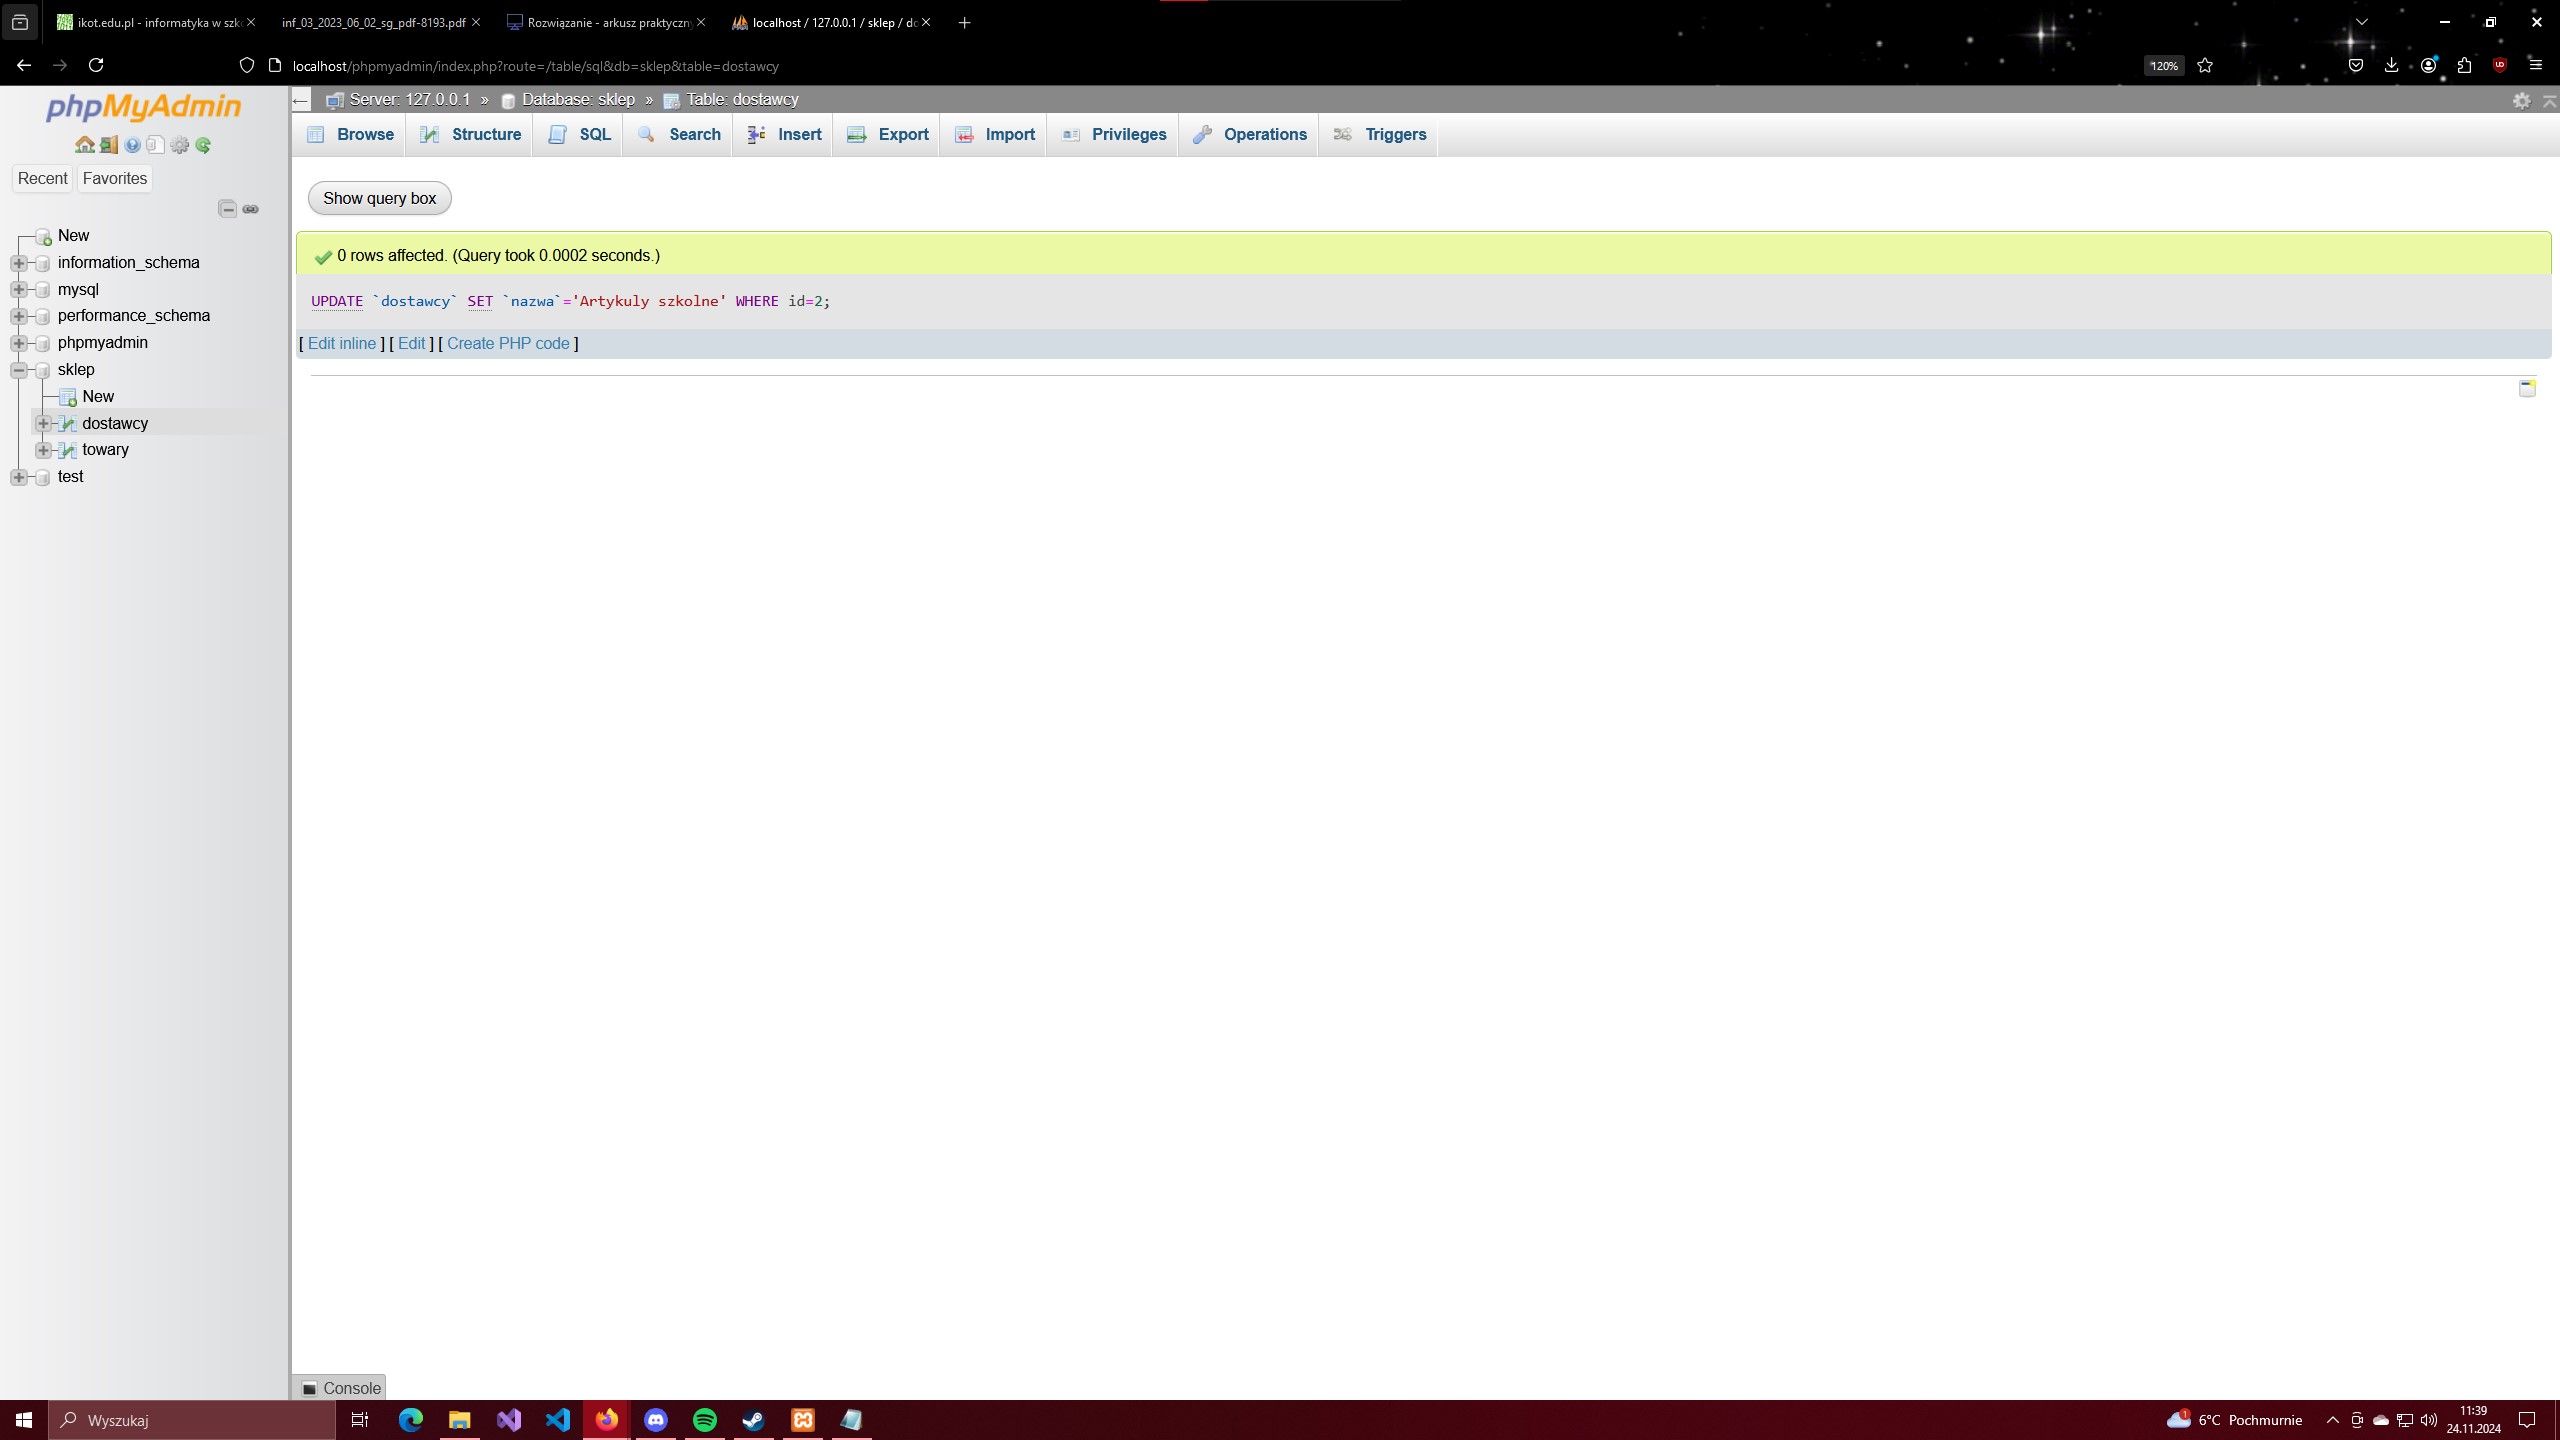 ikot.edu.pl - informatyka w szk
inf_03_2023_06_02_sg_pdf-8193.pdf
Rozwiązanie - arkusz praktyczn
localhost / 127.0.0.1 / sklep / do
localhost/phpmyadmin/index.php?route=/table/sql&db=sklep&table=dostawcy
120%
phpMyAdmin
Recent
Favorites
New
information_schema
mysql
performance_schema
phpmyadmin
sklep
New
dostawcy
towary
test
Server: 127.0.0.1 » Database: sklep » Table: dostawcy
Browse
Structure
SQL
Search
Insert
Export
Import
Privileges
Operations
Triggers
Show query box
0 rows affected. (Query took 0.0002 seconds.)
UPDATE `dostawcy` SET `nazwa`='Artykuly szkolne' WHERE id=2;
[ Edit inline ] [ Edit ] [ Create PHP code ]
Console
Wyszukaj
1
6°C Pochmurnie
11:39
24.11.2024